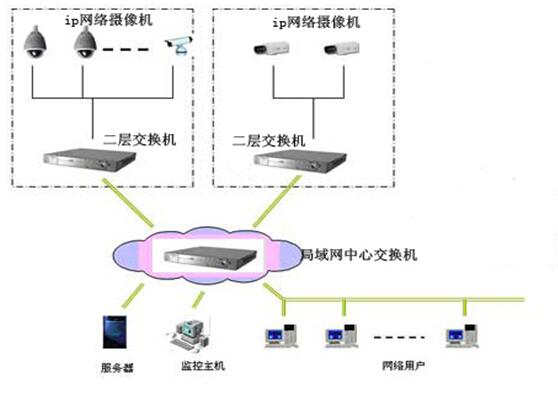 ip网络摄像机
ip网络摄像机
二层交换机
二层交换机
局域网中心交换机
服务器
监控主机
网络用户